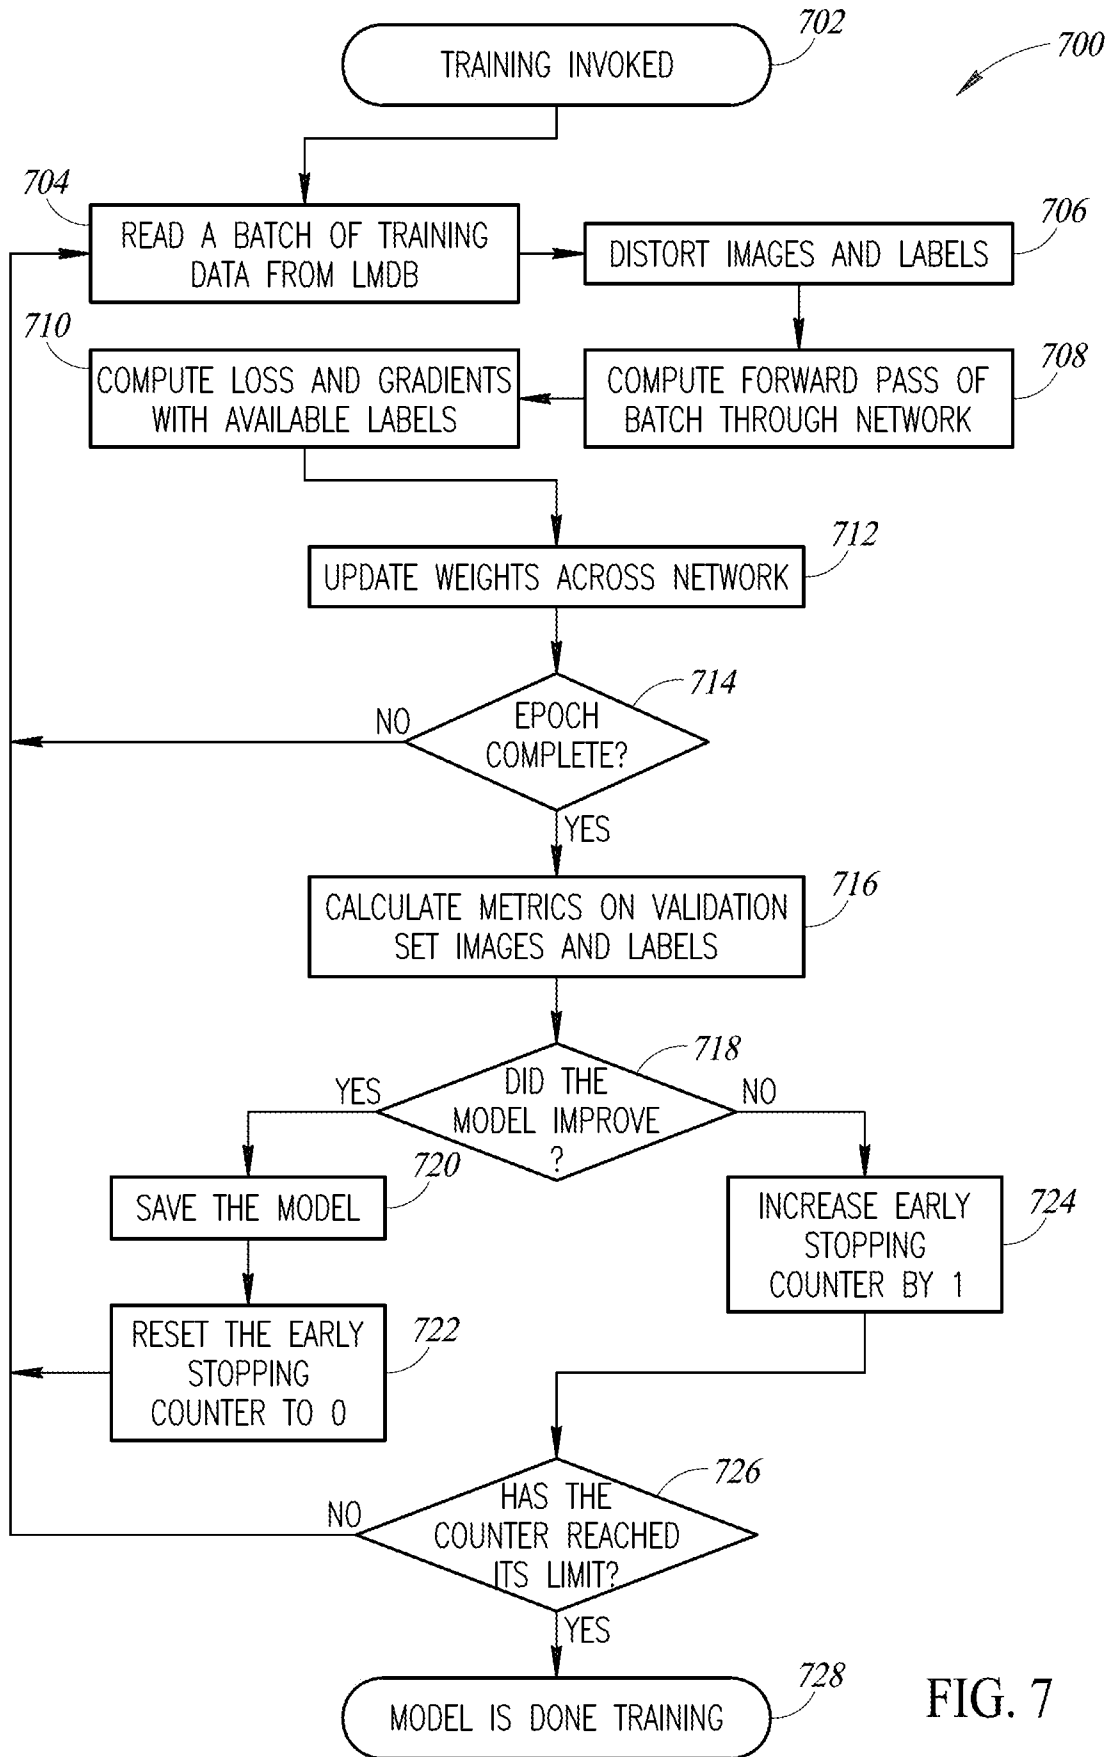 702
TRAINING INVOKED
700
704
READ A BATCH OF TRAINING
DATA FROM LMDB
706
DISTORT IMAGES AND LABELS
710
COMPUTE LOSS AND GRADIENTS
WITH AVAILABLE LABELS
708
COMPUTE FORWARD PASS OF
BATCH THROUGH NETWORK
712
UPDATE WEIGHTS ACROSS NETWORK
714
NO
EPOCH
COMPLETE?
YES
716
CALCULATE METRICS ON VALIDATION
SET IMAGES AND LABELS
718
YES
DID THE
MODEL IMPROVE
?
NO
720
SAVE THE MODEL
724
INCREASE EARLY
STOPPING
COUNTER BY 1
722
RESET THE EARLY
STOPPING
COUNTER TO 0
726
NO
HAS THE
COUNTER REACHED
ITS LIMIT?
YES
728
MODEL IS DONE TRAINING
FIG. 7